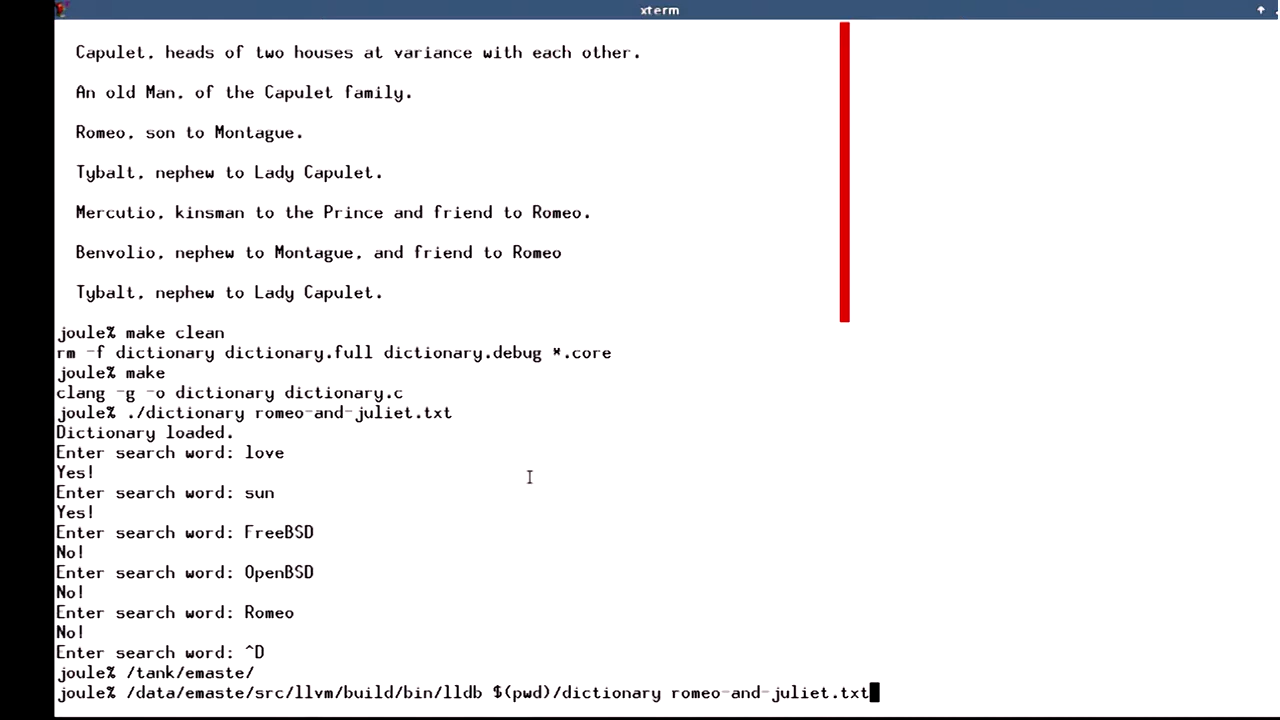 xterm
Capulet, heads of two houses at variance with each other.
An old Man, of the Capulet family.
Romeo, son to Montague.
Tybalt, nephew to Lady Capulet.
Mercutio, kinsman to the Prince and friend to Romeo.
Benvolio, nephew to Montague, and friend to Romeo
Tybalt, nephew to Lady Capulet.
joule% make clean
rm -f dictionary dictionary.full dictionary.debug *.core
joule% make
clang -g -o dictionary dictionary.c
joule% ./dictionary romeo-and-juliet.txt
Dictionary loaded.
Enter search word: love
Yes!
Enter search word: sun
Yes!
Enter search word: FreeBSD
No!
Enter search word: OpenBSD
No!
Enter search word: Romeo
No!
Enter search word: ^D
joule% /tank/emaste/
joule% /data/emaste/src/llvm/build/bin/lldb $(pwd)/dictionary romeo-and-juliet.txt